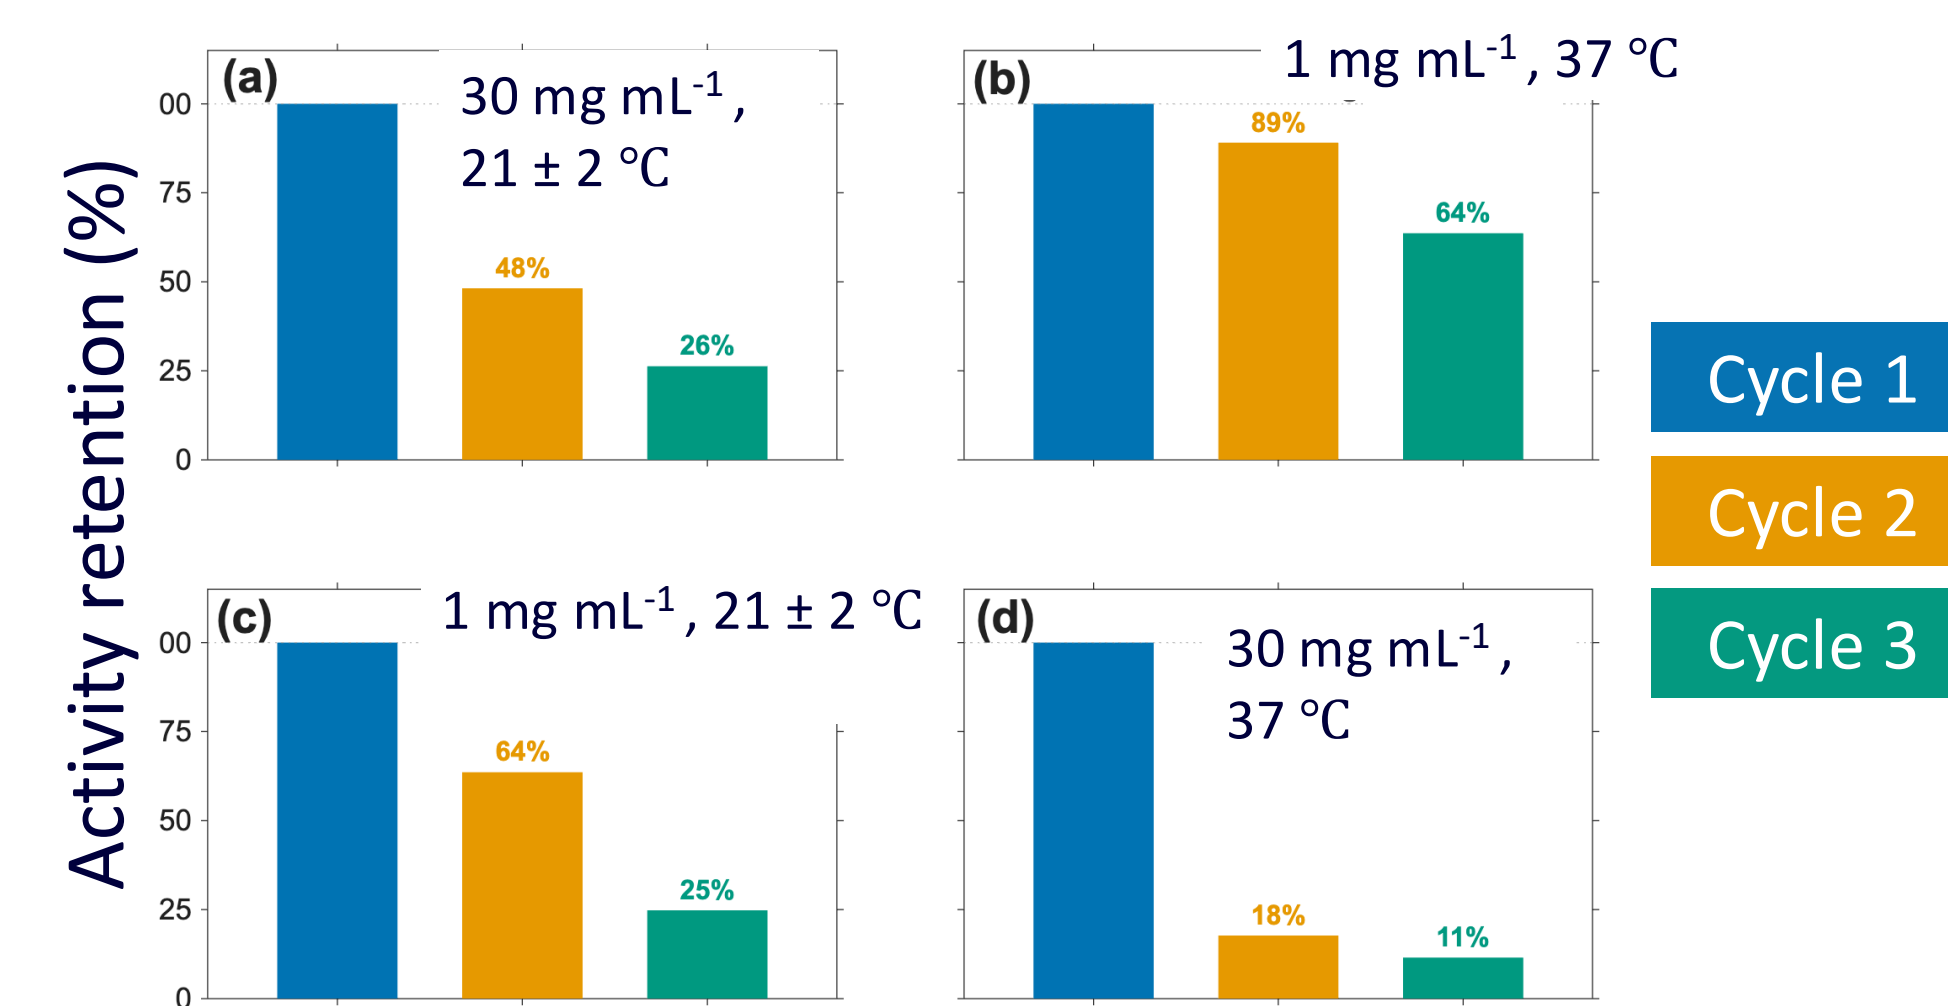 Activity retention (%)
(a)
30 mg mL-1 ,
21 ± 2 °C
00
75
50
25
0
48%
26%
(b)
1 mg mL-1 , 37 °C
89%
64%
Cycle 1
Cycle 2
Cycle 3
(c)
1 mg mL-1 , 21 ± 2 °C
00
75
50
25
0
64%
25%
(d)
30 mg mL-1 ,
37 °C
18%
11%